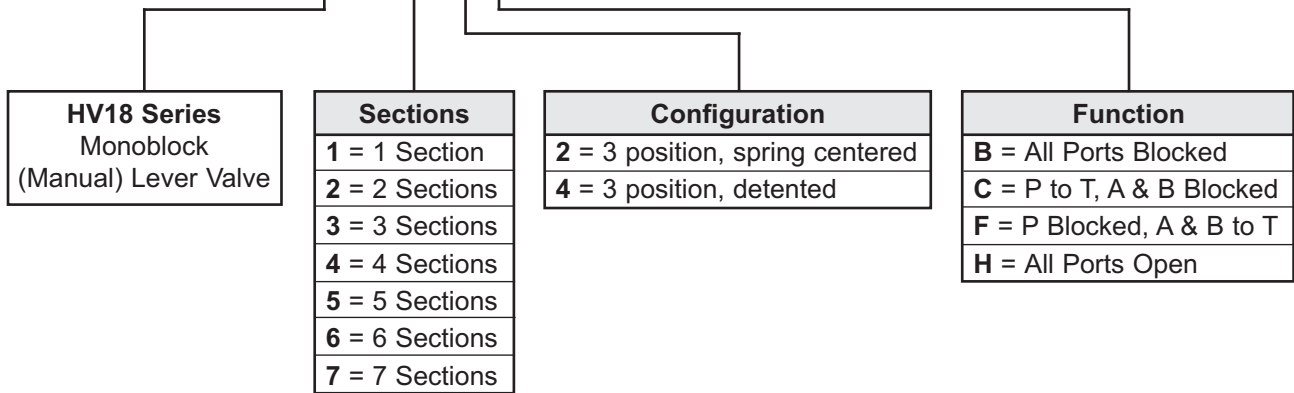 HV18 Series
Monoblock
(Manual) Lever Valve
Sections
1 = 1 Section
2 = 2 Sections
3 = 3 Sections
4 = 4 Sections
5 = 5 Sections
6 = 6 Sections
7 = 7 Sections
Configuration
2 = 3 position, spring centered
4 = 3 position, detented
Function
B = All Ports Blocked
C = P to T, A & B Blocked
F = P Blocked, A & B to T
H = All Ports Open